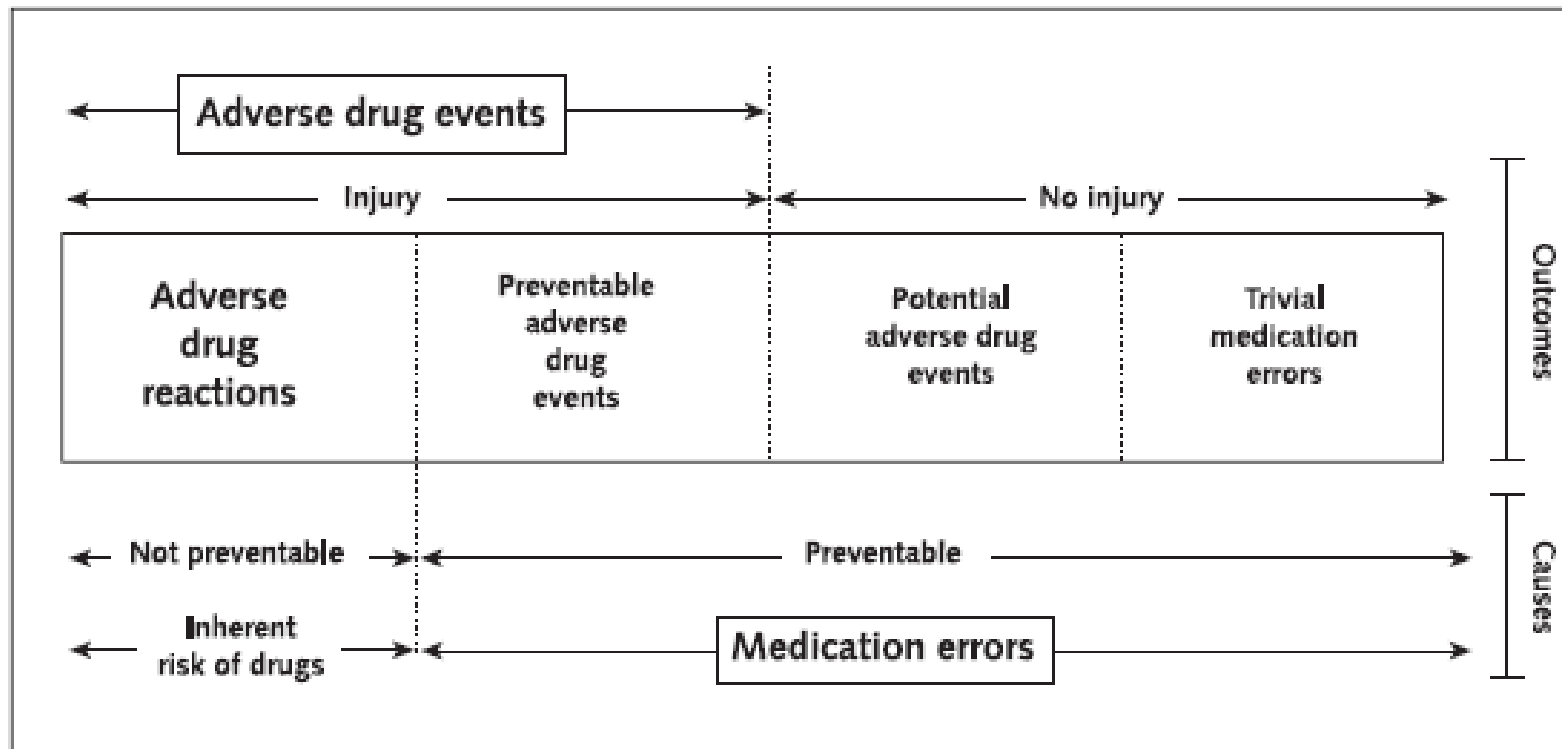 Adverse drug events
Injury
No injury
Adverse
drug
reactions
Preventable
adverse
drug
events
Potential
adverse drug
events
Trivial
medication
errors
Outcomes
Not preventable
Preventable
Inherent
risk of drugs
Medication errors
Causes